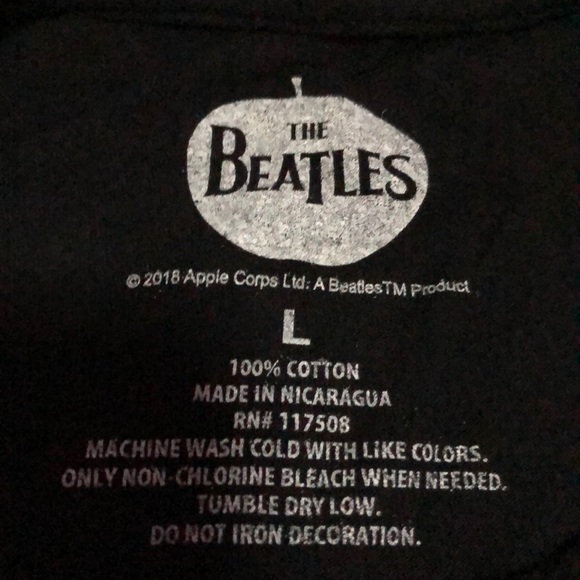 THE
BEATLES
© 2018 Apple Corps Ltd. A BeatlesTM Product
L
100% COTTON
MADE IN NICARAGUA
RN# 117508
MACHINE WASH COLD WITH LIKE COLORS.
ONLY NON-CHLORINE BLEACH WHEN NEEDED.
TUMBLE DRY LOW.
DO NOT IRON DECORATION.